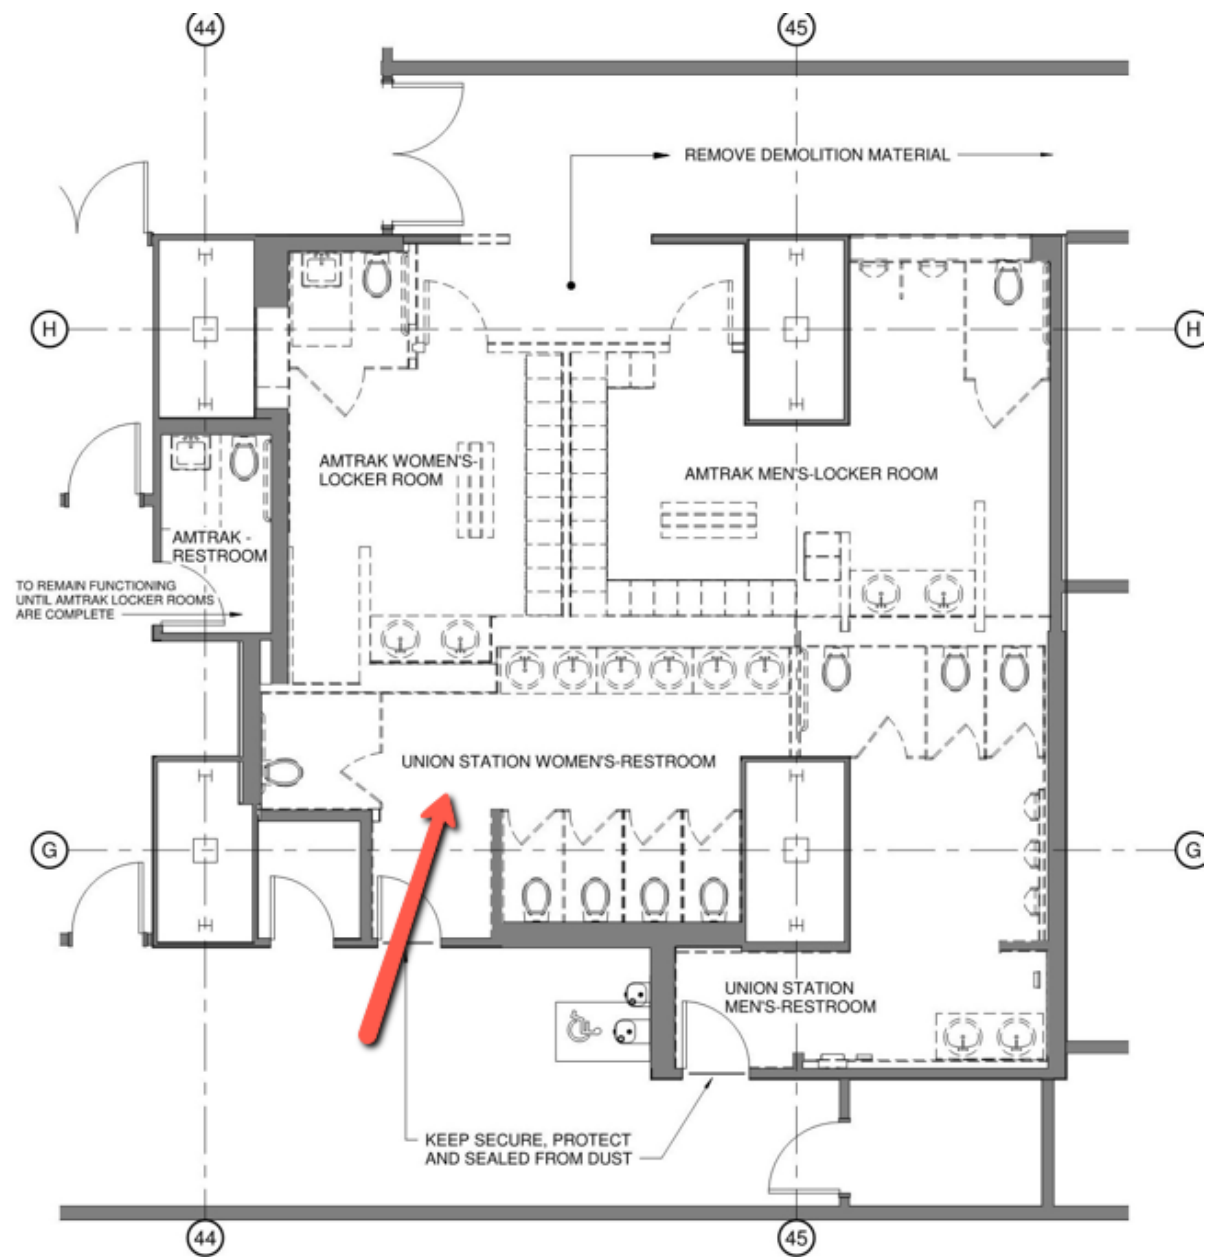 44
45
REMOVE DEMOLITION MATERIAL
H
H
AMTRAK WOMEN'S-
LOCKER ROOM
AMTRAK MEN'S-LOCKER ROOM
AMTRAK -
RESTROOM
TO REMAIN FUNCTIONING
UNTIL AMTRAK LOCKER ROOMS
ARE COMPLETE
UNION STATION WOMEN'S-RESTROOM
G
G
UNION STATION
MEN'S-RESTROOM
KEEP SECURE, PROTECT
AND SEALED FROM DUST
44
45